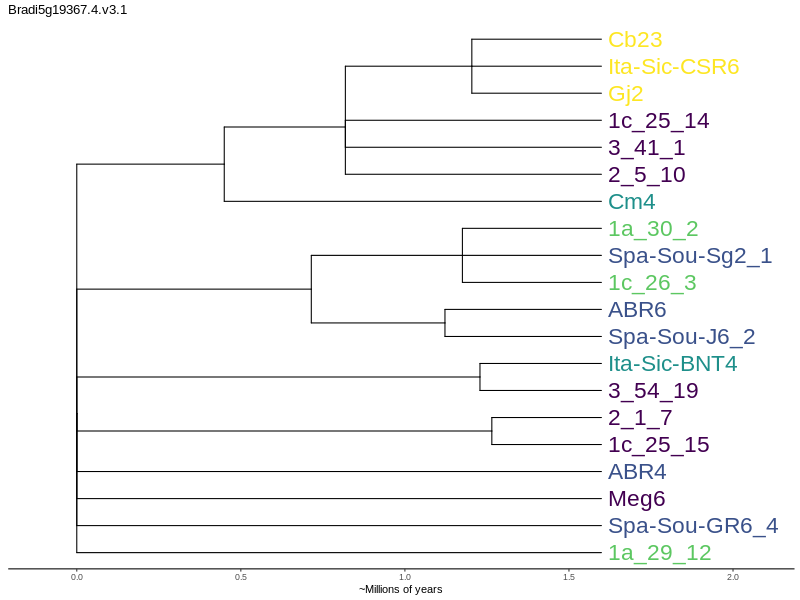 Bradi5g19367.4.v3.1
Cb23
Ita-Sic-CSR6
Gj2
1c_25_14
3_41_1
2_5_10
Cm4
1a_30_2
Spa-Sou-Sg2_1
1c_26_3
ABR6
Spa-Sou-J6_2
Ita-Sic-BNT4
3_54_19
2_1_7
1c_25_15
ABR4
Meg6
Spa-Sou-GR6_4
1a_29_12
0.0 0.5 1.0 1.5 2.0
~Millions of years